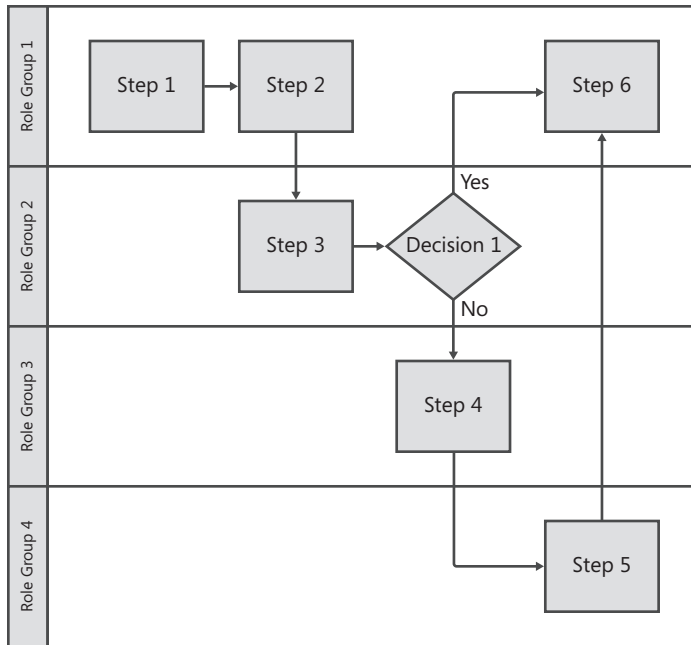 Role Group 1
Step 1
Step 2
Step 6
Yes
Role Group 2
Step 3
Decision 1
No
Role Group 3
Step 4
Role Group 4
Step 5